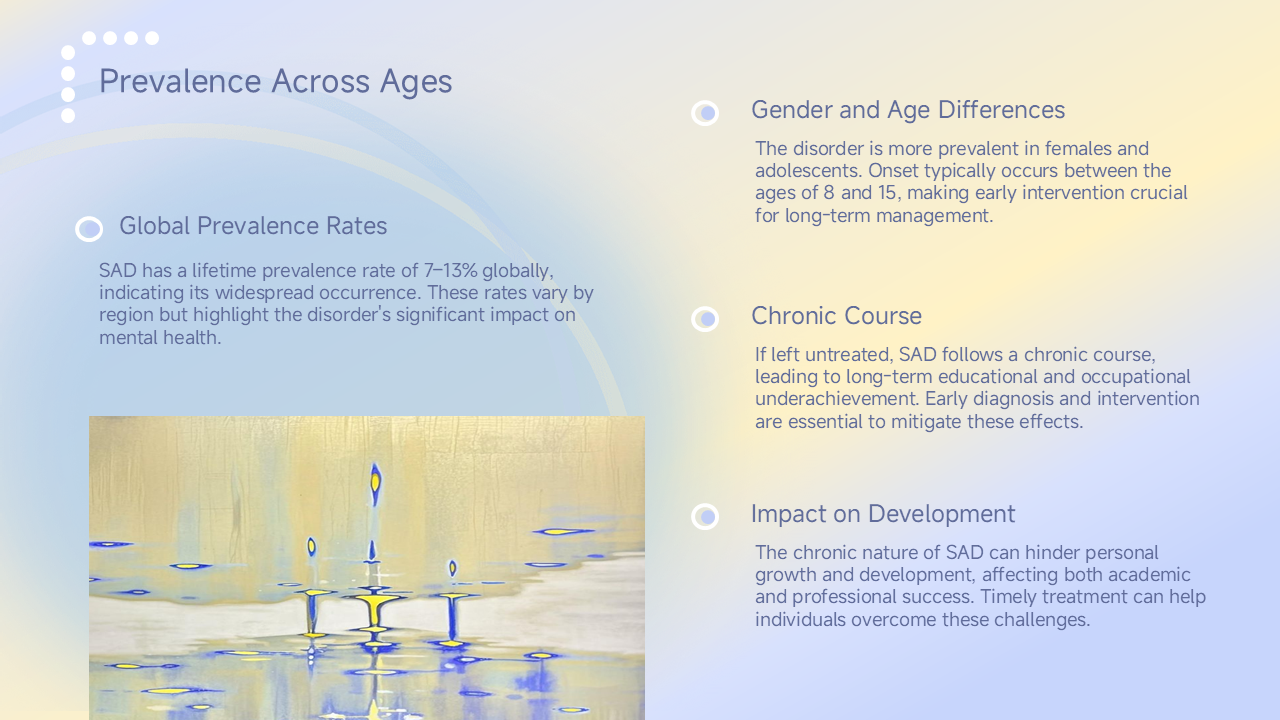 Prevalence Across Ages
Global Prevalence Rates
SAD has a lifetime prevalence rate of 7–13% globally,
indicating its widespread occurrence. These rates vary by
region but highlight the disorder's significant impact on
mental health.
Gender and Age Differences
The disorder is more prevalent in females and
adolescents. Onset typically occurs between the
ages of 8 and 15, making early intervention crucial
for long-term management.
Chronic Course
If left untreated, SAD follows a chronic course,
leading to long-term educational and occupational
underachievement. Early diagnosis and intervention
are essential to mitigate these effects.
Impact on Development
The chronic nature of SAD can hinder personal
growth and development, affecting both academic
and professional success. Timely treatment can help
individuals overcome these challenges.